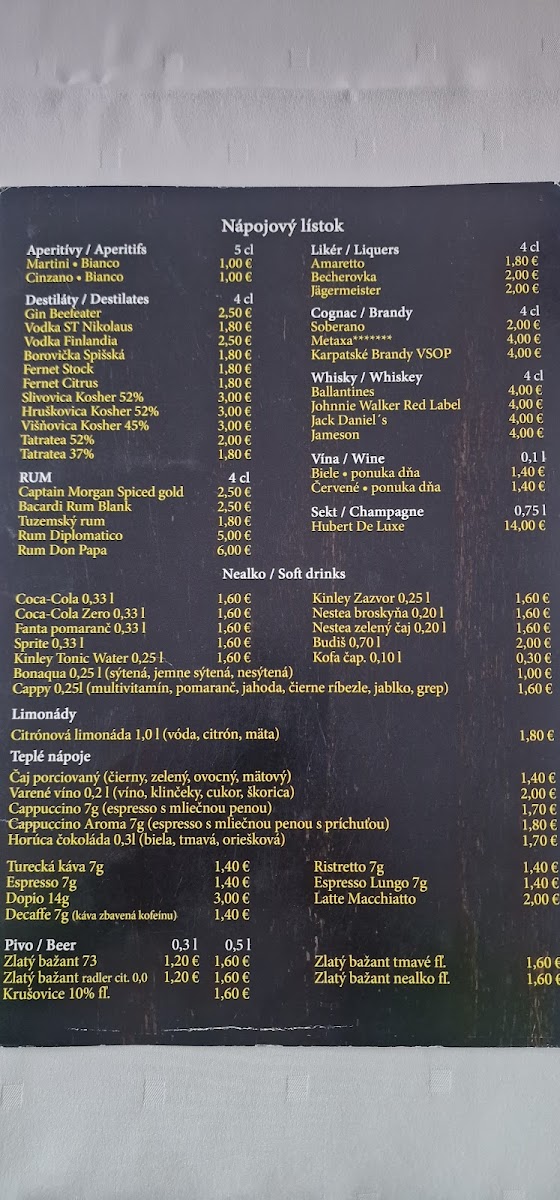 Nápojový lístok
Aperitívy / Aperitifs 5 cl
Martini • Bianco 1,00 €
Cinzano • Bianco 1,00 €
Destiláty / Destilates 4 cl
Gin Beefeater 2,50 €
Vodka ST Nikolaus 1,80 €
Vodka Finlandia 2,50 €
Borovička Spišská 1,80 €
Fernet Stock 1,80 €
Fernet Citrus 1,80 €
Slivovica Kosher 52% 3,00 €
Hruškovica Kosher 52% 3,00 €
Višňovica Kosher 45% 3,00 €
Tatratea 52% 2,00 €
Tatratea 37% 1,80 €
RUM 4 cl
Captain Morgan Spiced gold 2,50 €
Bacardi Rum Blank 2,50 €
Tuzemský rum 1,80 €
Rum Diplomatico 5,00 €
Rum Don Papa 6,00 €
Likér / Liquers 4 cl
Amaretto 1,80 €
Becherovka 2,00 €
Jägermeister 2,00 €
Cognac / Brandy 4 cl
Soberano 2,00 €
Metaxa******* 4,00 €
Karpatské Brandy VSOP 4,00 €
Whisky / Whiskey 4 cl
Ballantines 4,00 €
Johnnie Walker Red Label 4,00 €
Jack Daniel´s 4,00 €
Jameson 4,00 €
Vína / Wine 0,1 l
Biele • ponuka dňa 1,40 €
Červené • ponuka dňa 1,40 €
Sekt / Champagne 0,75 l
Hubert De Luxe 14,00 €
Nealko / Soft drinks
Coca-Cola 0,33 l 1,60 €
Coca-Cola Zero 0,33 l 1,60 €
Fanta pomaranč 0,33 l 1,60 €
Sprite 0,33 l 1,60 €
Kinley Tonic Water 0,25 l 1,60 €
Kinley Zazvor 0,25 l 1,60 €
Nestea broskyňa 0,20 l 1,60 €
Nestea zelený čaj 0,20 l 1,60 €
Budiš 0,70 l 2,00 €
Kofa čap. 0,10 l 0,30 €
Bonaqua 0,25 l (sýtená, jemne sýtená, nesýtená) 1,00 €
Cappy 0,25l (multivitamín, pomaranč, jahoda, čierne ríbezle, jablko, grep) 1,60 €
Limonády
Citrónová limonáda 1,0 l (vóda, citrón, mäta) 1,80 €
Teplé nápoje
Čaj porciovaný (čierny, zelený, ovocný, mätový) 1,40 €
Varené víno 0,2 l (víno, klinčeky, cukor, škorica) 2,00 €
Cappuccino 7g (espresso s mliečnou penou) 1,70 €
Cappuccino Aroma 7g (espresso s mliečnou penou s príchuťou) 1,80 €
Horúca čokoláda 0,3l (biela, tmavá, oriešková) 1,70 €
Turecká káva 7g 1,40 €
Espresso 7g 1,40 €
Dopio 14g 3,00 €
Decaffe 7g (káva zbavená kofeínu) 1,40 €
Ristretto 7g 1,40 €
Espresso Lungo 7g 1,40 €
Latte Macchiatto 2,00 €
Pivo / Beer 0,3 l 0,5 l
Zlatý bažant 73 1,20 € 1,60 €
Zlatý bažant radler cit. 0,0 1,20 € 1,60 €
Krušovice 10% fľ. 1,60 €
Zlatý bažant tmavé fľ. 1,60 €
Zlatý bažant nealko fľ. 1,60 €